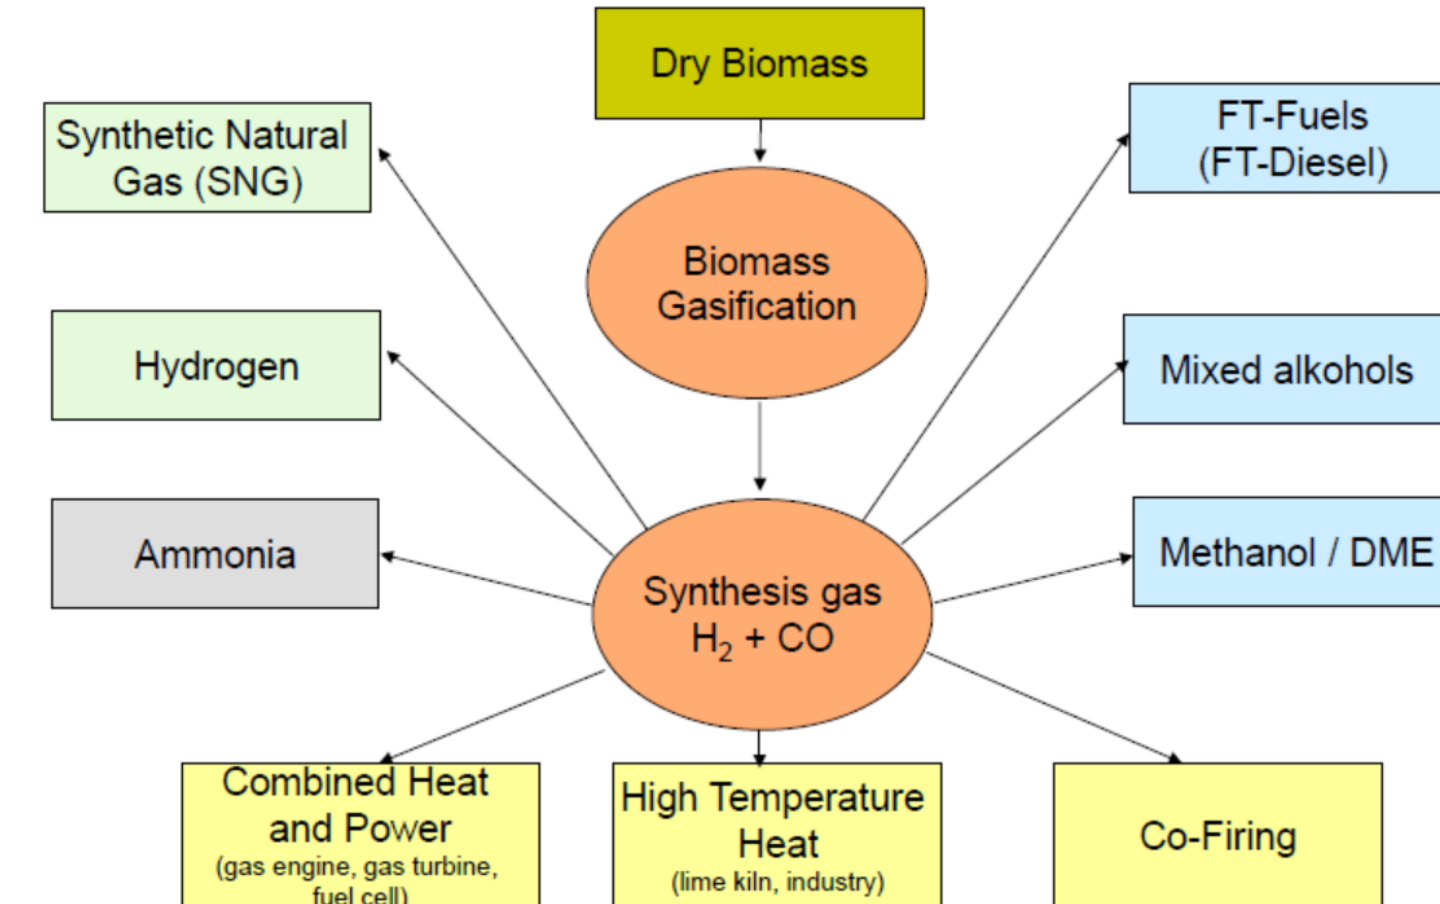 Dry Biomass
Synthetic Natural
Gas (SNG)
FT-Fuels
(FT-Diesel)
Biomass
Gasification
Hydrogen
Mixed alkohols
Ammonia
Methanol / DME
Synthesis gas
H₂ + CO
Combined Heat
and Power
(gas engine, gas turbine,
fuel cell)
High Temperature
Heat
(lime kiln, industry)
Co-Firing